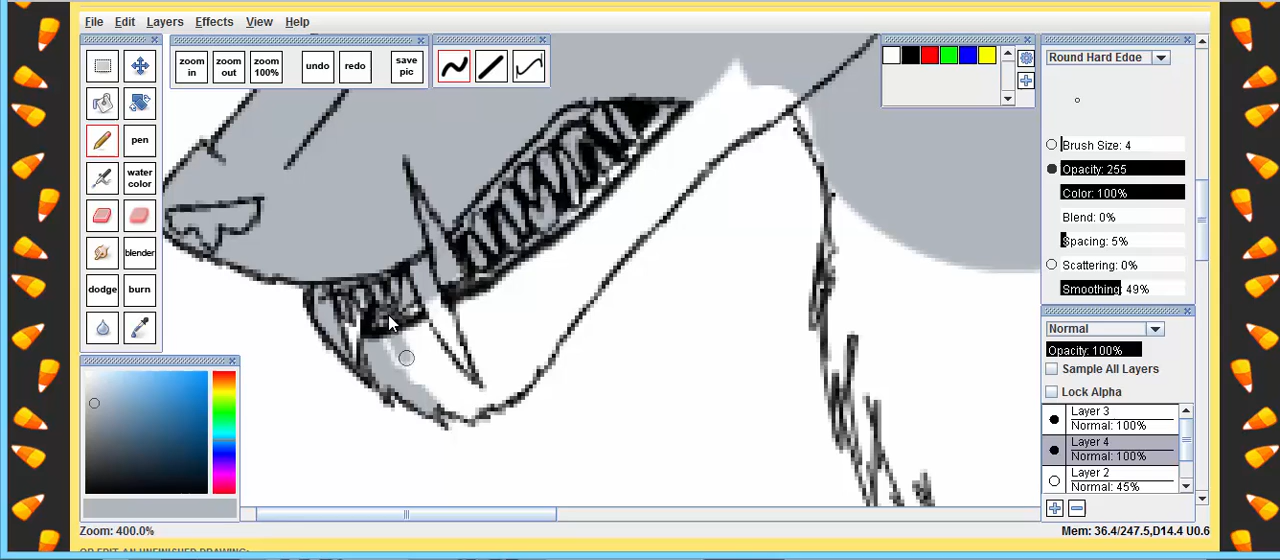 File Edit Layers Effects View Help
zoom in
zoom out
zoom 100%
undo
redo
save pic
pen
water color
blender
dodge
burn
Round Hard Edge
Brush Size: 4
Opacity: 255
Color: 100%
Blend: 0%
Spacing: 5%
Scattering: 0%
Smoothing: 49%
Normal
Opacity: 100%
Sample All Layers
Lock Alpha
Layer 3
Normal: 100%
Layer 4
Normal: 100%
Layer 2
Normal: 45%
Zoom: 400.0%
Mem: 36.4/247.5,D14.4 U0.6
OR EDIT AN UNFINISHED DRAWING: